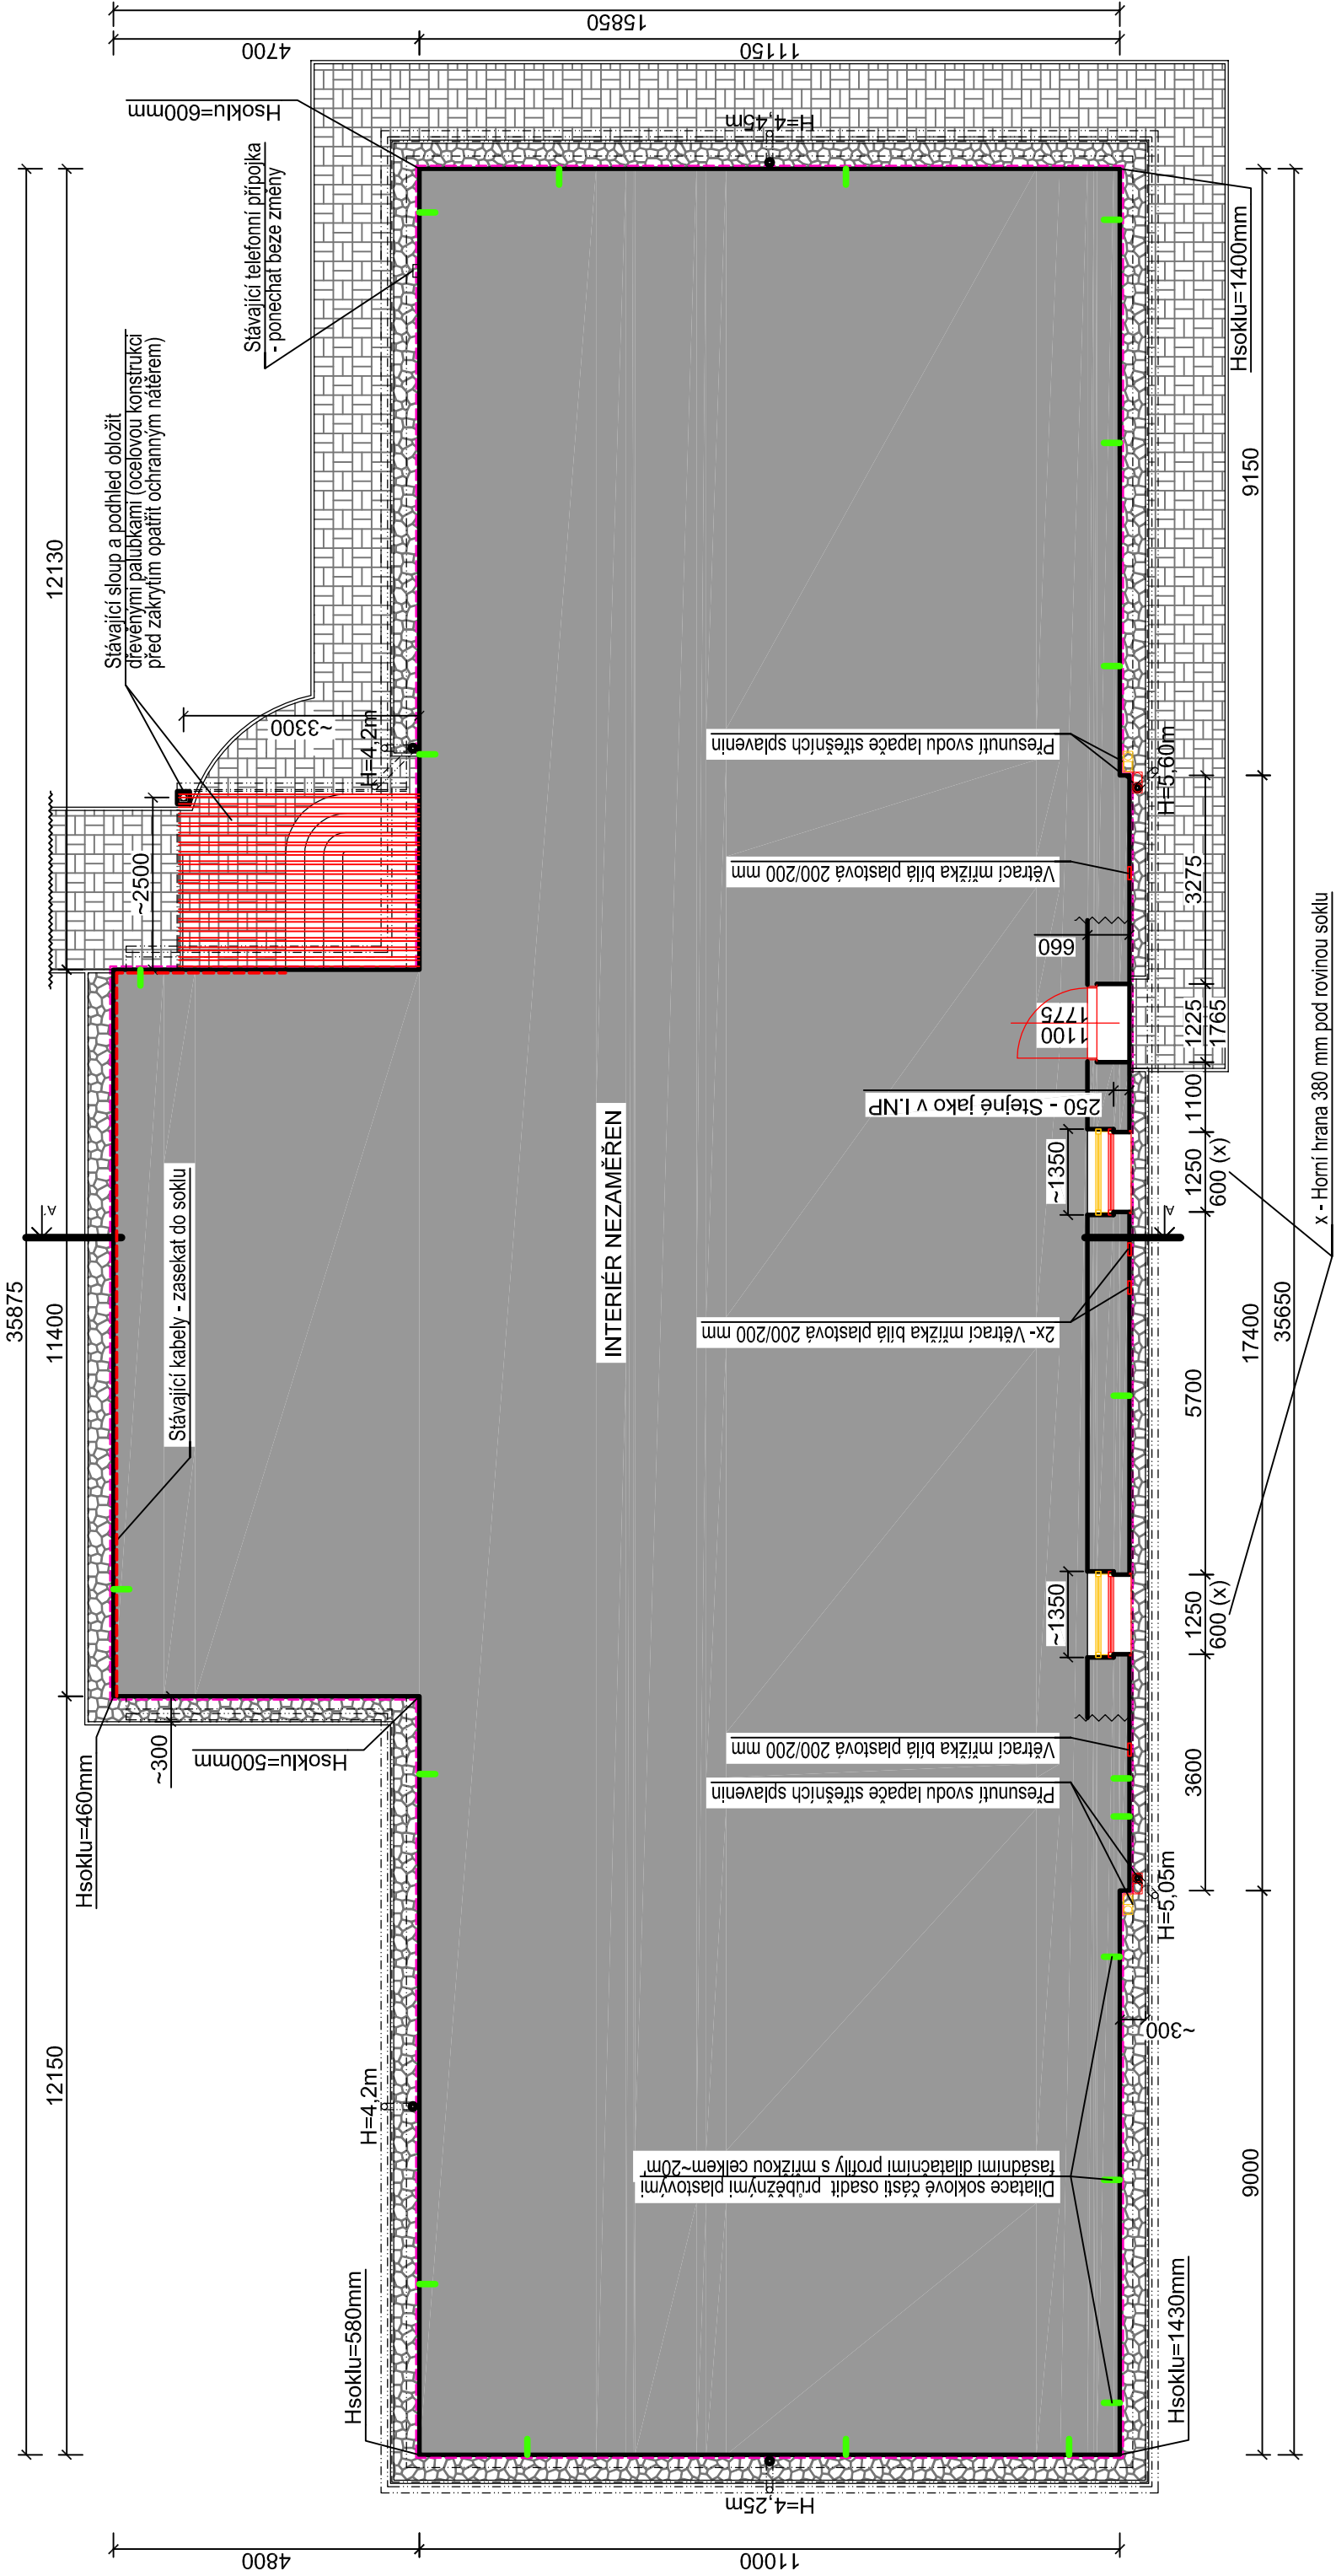 35875
12150
11400
12130
Hsoklu=460mm
Hsoklu=580mm
Hsoklu=500mm
~300
Stávající kabely - zasekat do soklu
A'
~2500
~3300
Stávající sloup a podhled obložit
dřevěnými palubkami (ocelovou konstrukci
před zakrytím opatřit ochranným nátěrem)
Stávající telefonní přípojka
- ponechat beze změny
Hsoklu=600mm
4700
11150
15850
4800
11000
H=4,2m
H=4,2m
H=4,45m
H=4,25m
INTERIÉR NEZAMĚŘEN
Dilatace soklové části osadit průběžnými plastovými
fasádními dilatačními profily s mřížkou celkem~20m
Přesunutí svodu lapače střešních splavenin
Větrací mřížka bílá plastová 200/200 mm
2x- Větrací mřížka bílá plastová 200/200 mm
Větrací mřížka bílá plastová 200/200 mm
Přesunutí svodu lapače střešních splavenin
~1350
~1350
250 - Stejné jako v I.NP
1100
1775
660
A
H=5,05m
H=5,60m
~300
Hsoklu=1430mm
Hsoklu=1400mm
3600
1250
600 (x)
5700
1250
600 (x)
1100
1225
1765
3275
9000
17400
9150
35650
x - Horní hrana 380 mm pod rovinou soklu